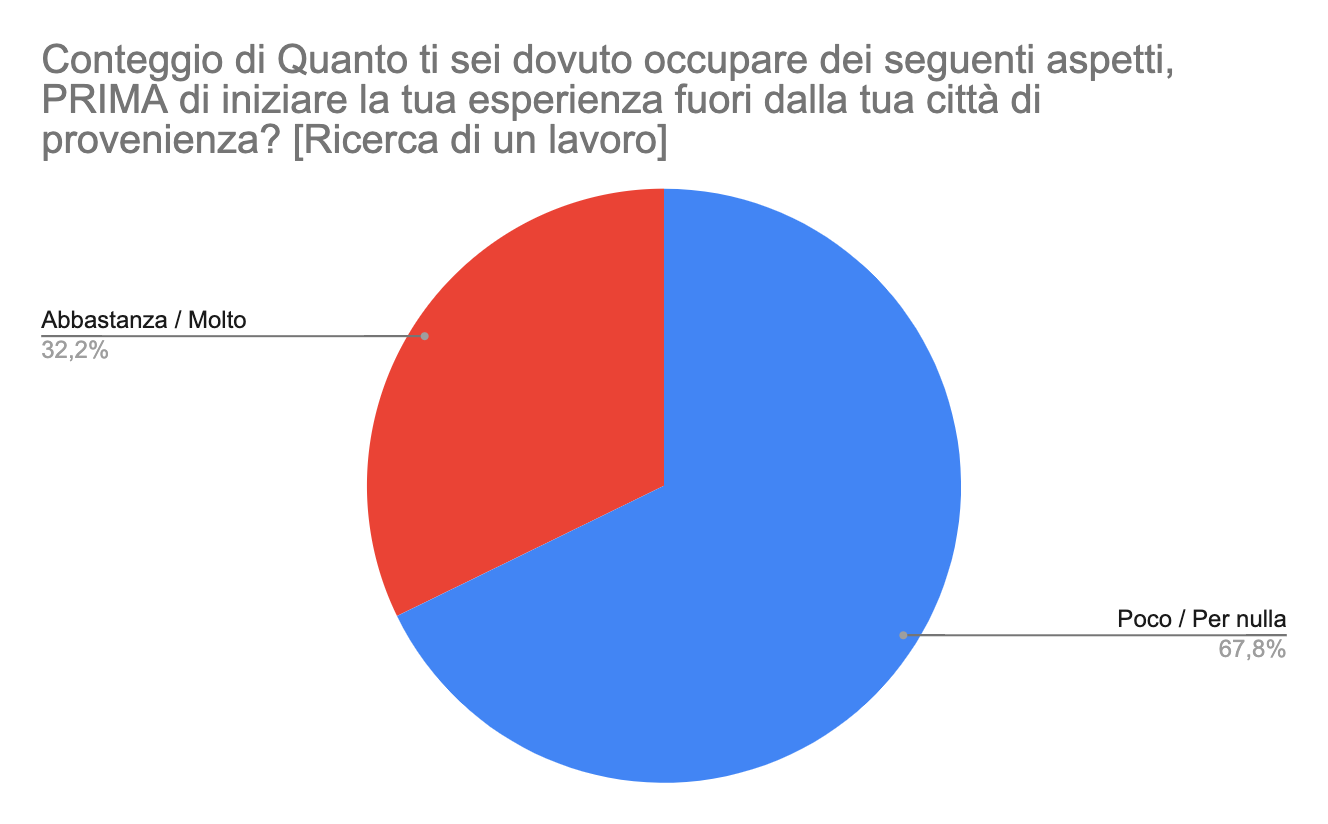 Conteggio di Quanto ti sei dovuto occupare dei seguenti aspetti,
PRIMA di iniziare la tua esperienza fuori dalla tua città di
provenienza? [Ricerca di un lavoro]
Abbastanza / Molto
32,2%
Poco / Per nulla
67,8%